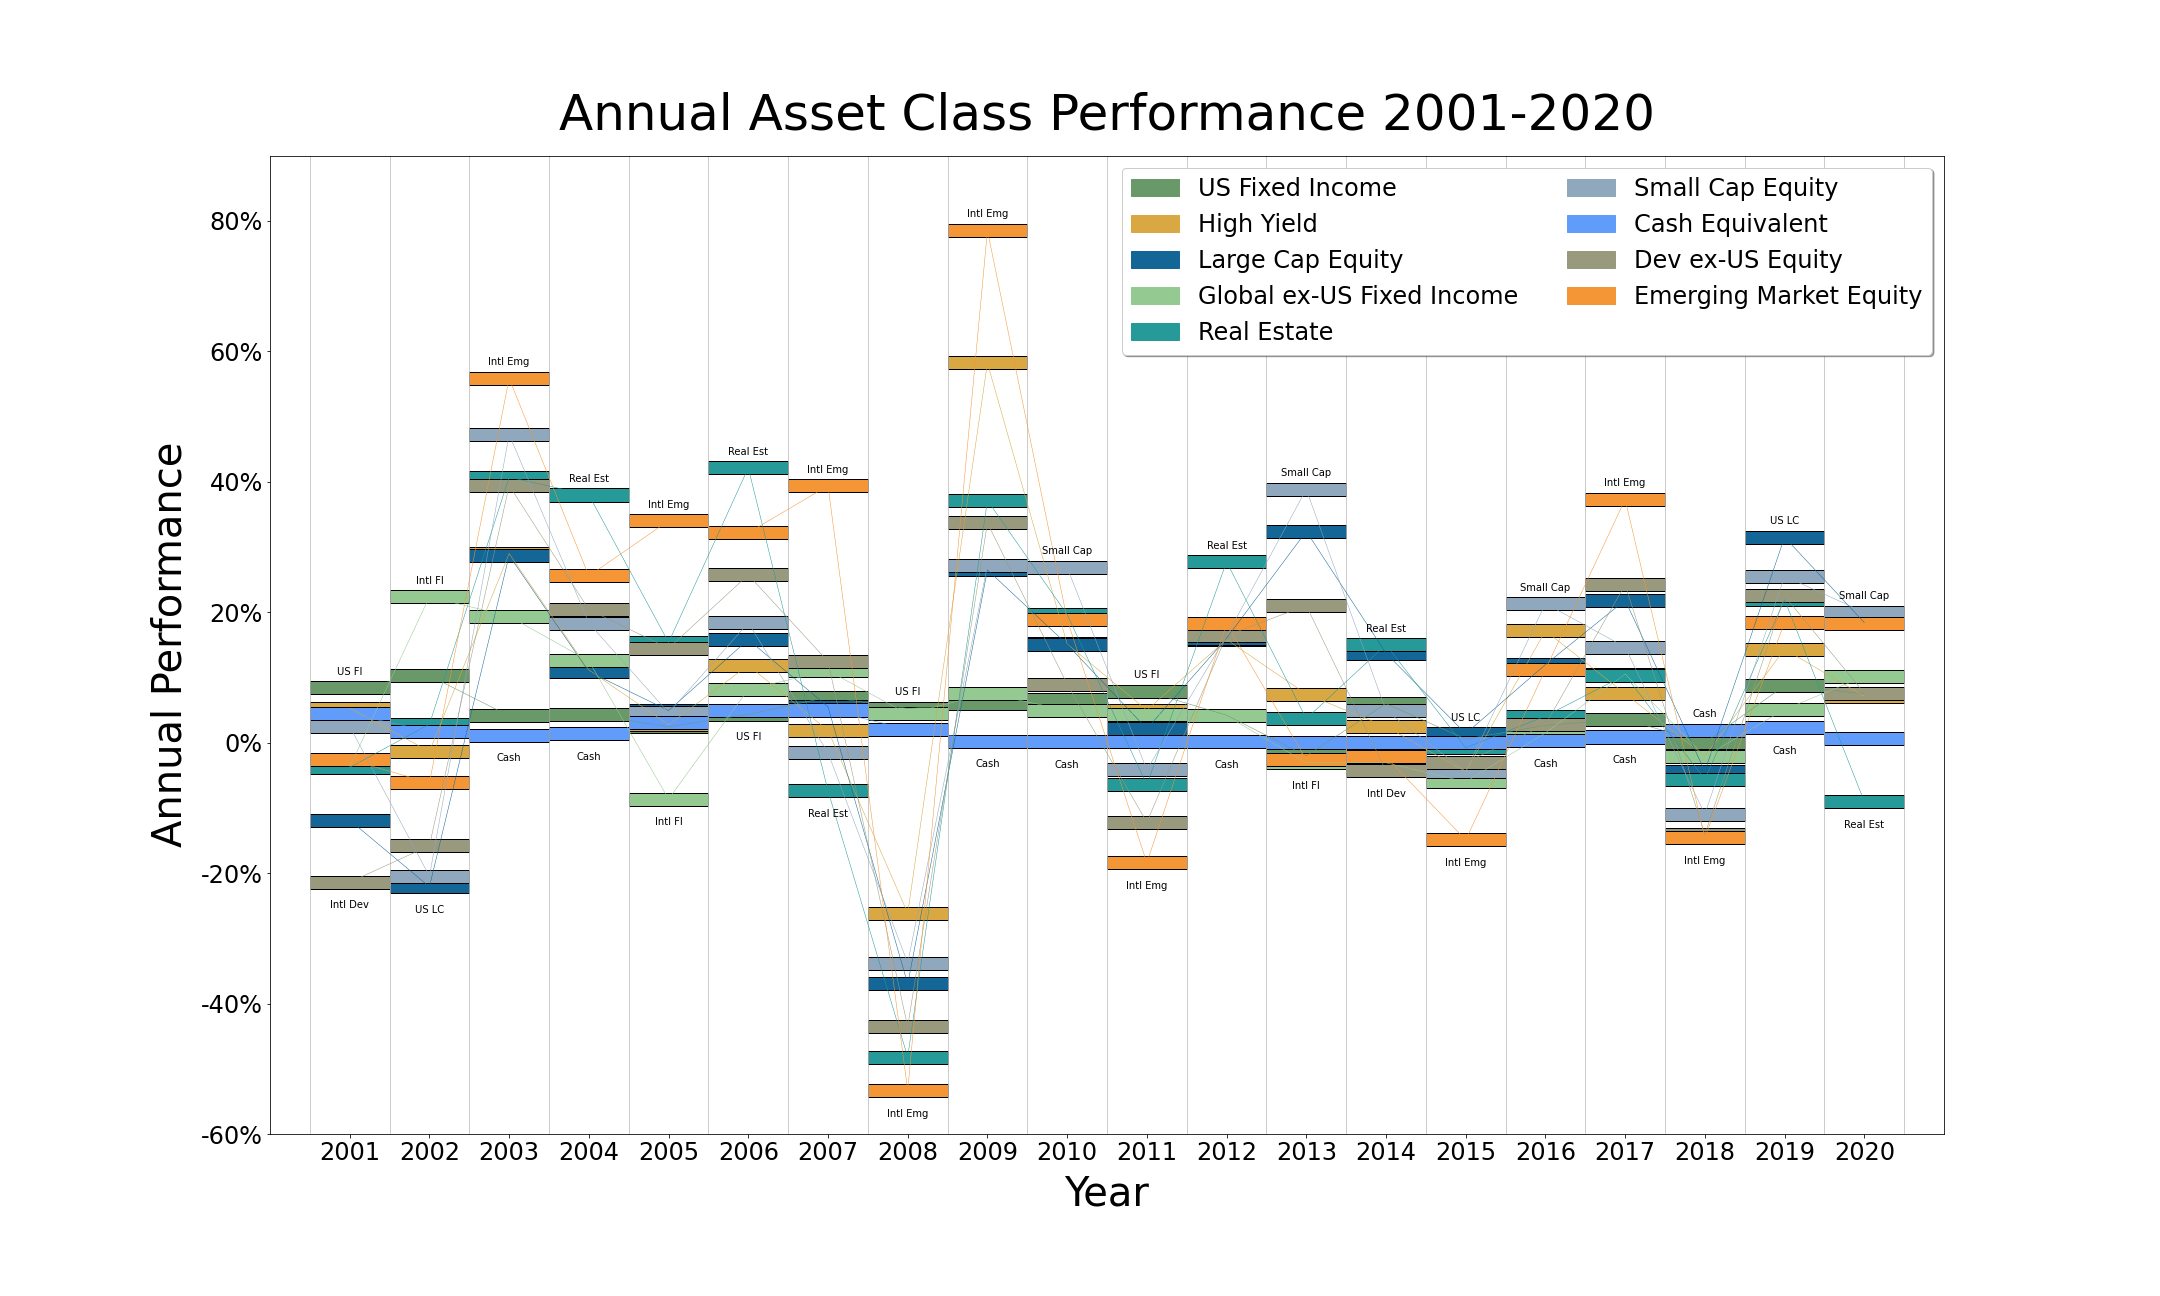 Annual Asset Class Performance 2001-2020
US Fixed Income
High Yield
Large Cap Equity
Global ex-US Fixed Income
Real Estate
Small Cap Equity
Cash Equivalent
Dev ex-US Equity
Emerging Market Equity
Annual Performance
80%
60%
40%
20%
0%
-20%
-40%
-60%
US FI
Intl Dev
Intl FI
US LC
Intl Emg
Cash
Real Est
Cash
Intl Emg
Intl FI
Real Est
US FI
Intl Emg
Real Est
US FI
Intl Emg
Intl Emg
Cash
Small Cap
Cash
US FI
Intl Emg
Real Est
Cash
Small Cap
Intl FI
Real Est
Intl Dev
US LC
Intl Emg
Small Cap
Cash
Intl Emg
Cash
Cash
Intl Emg
US LC
Cash
Small Cap
Real Est
2001 2002 2003 2004 2005 2006 2007 2008 2009 2010 2011 2012 2013 2014 2015 2016 2017 2018 2019 2020
Year